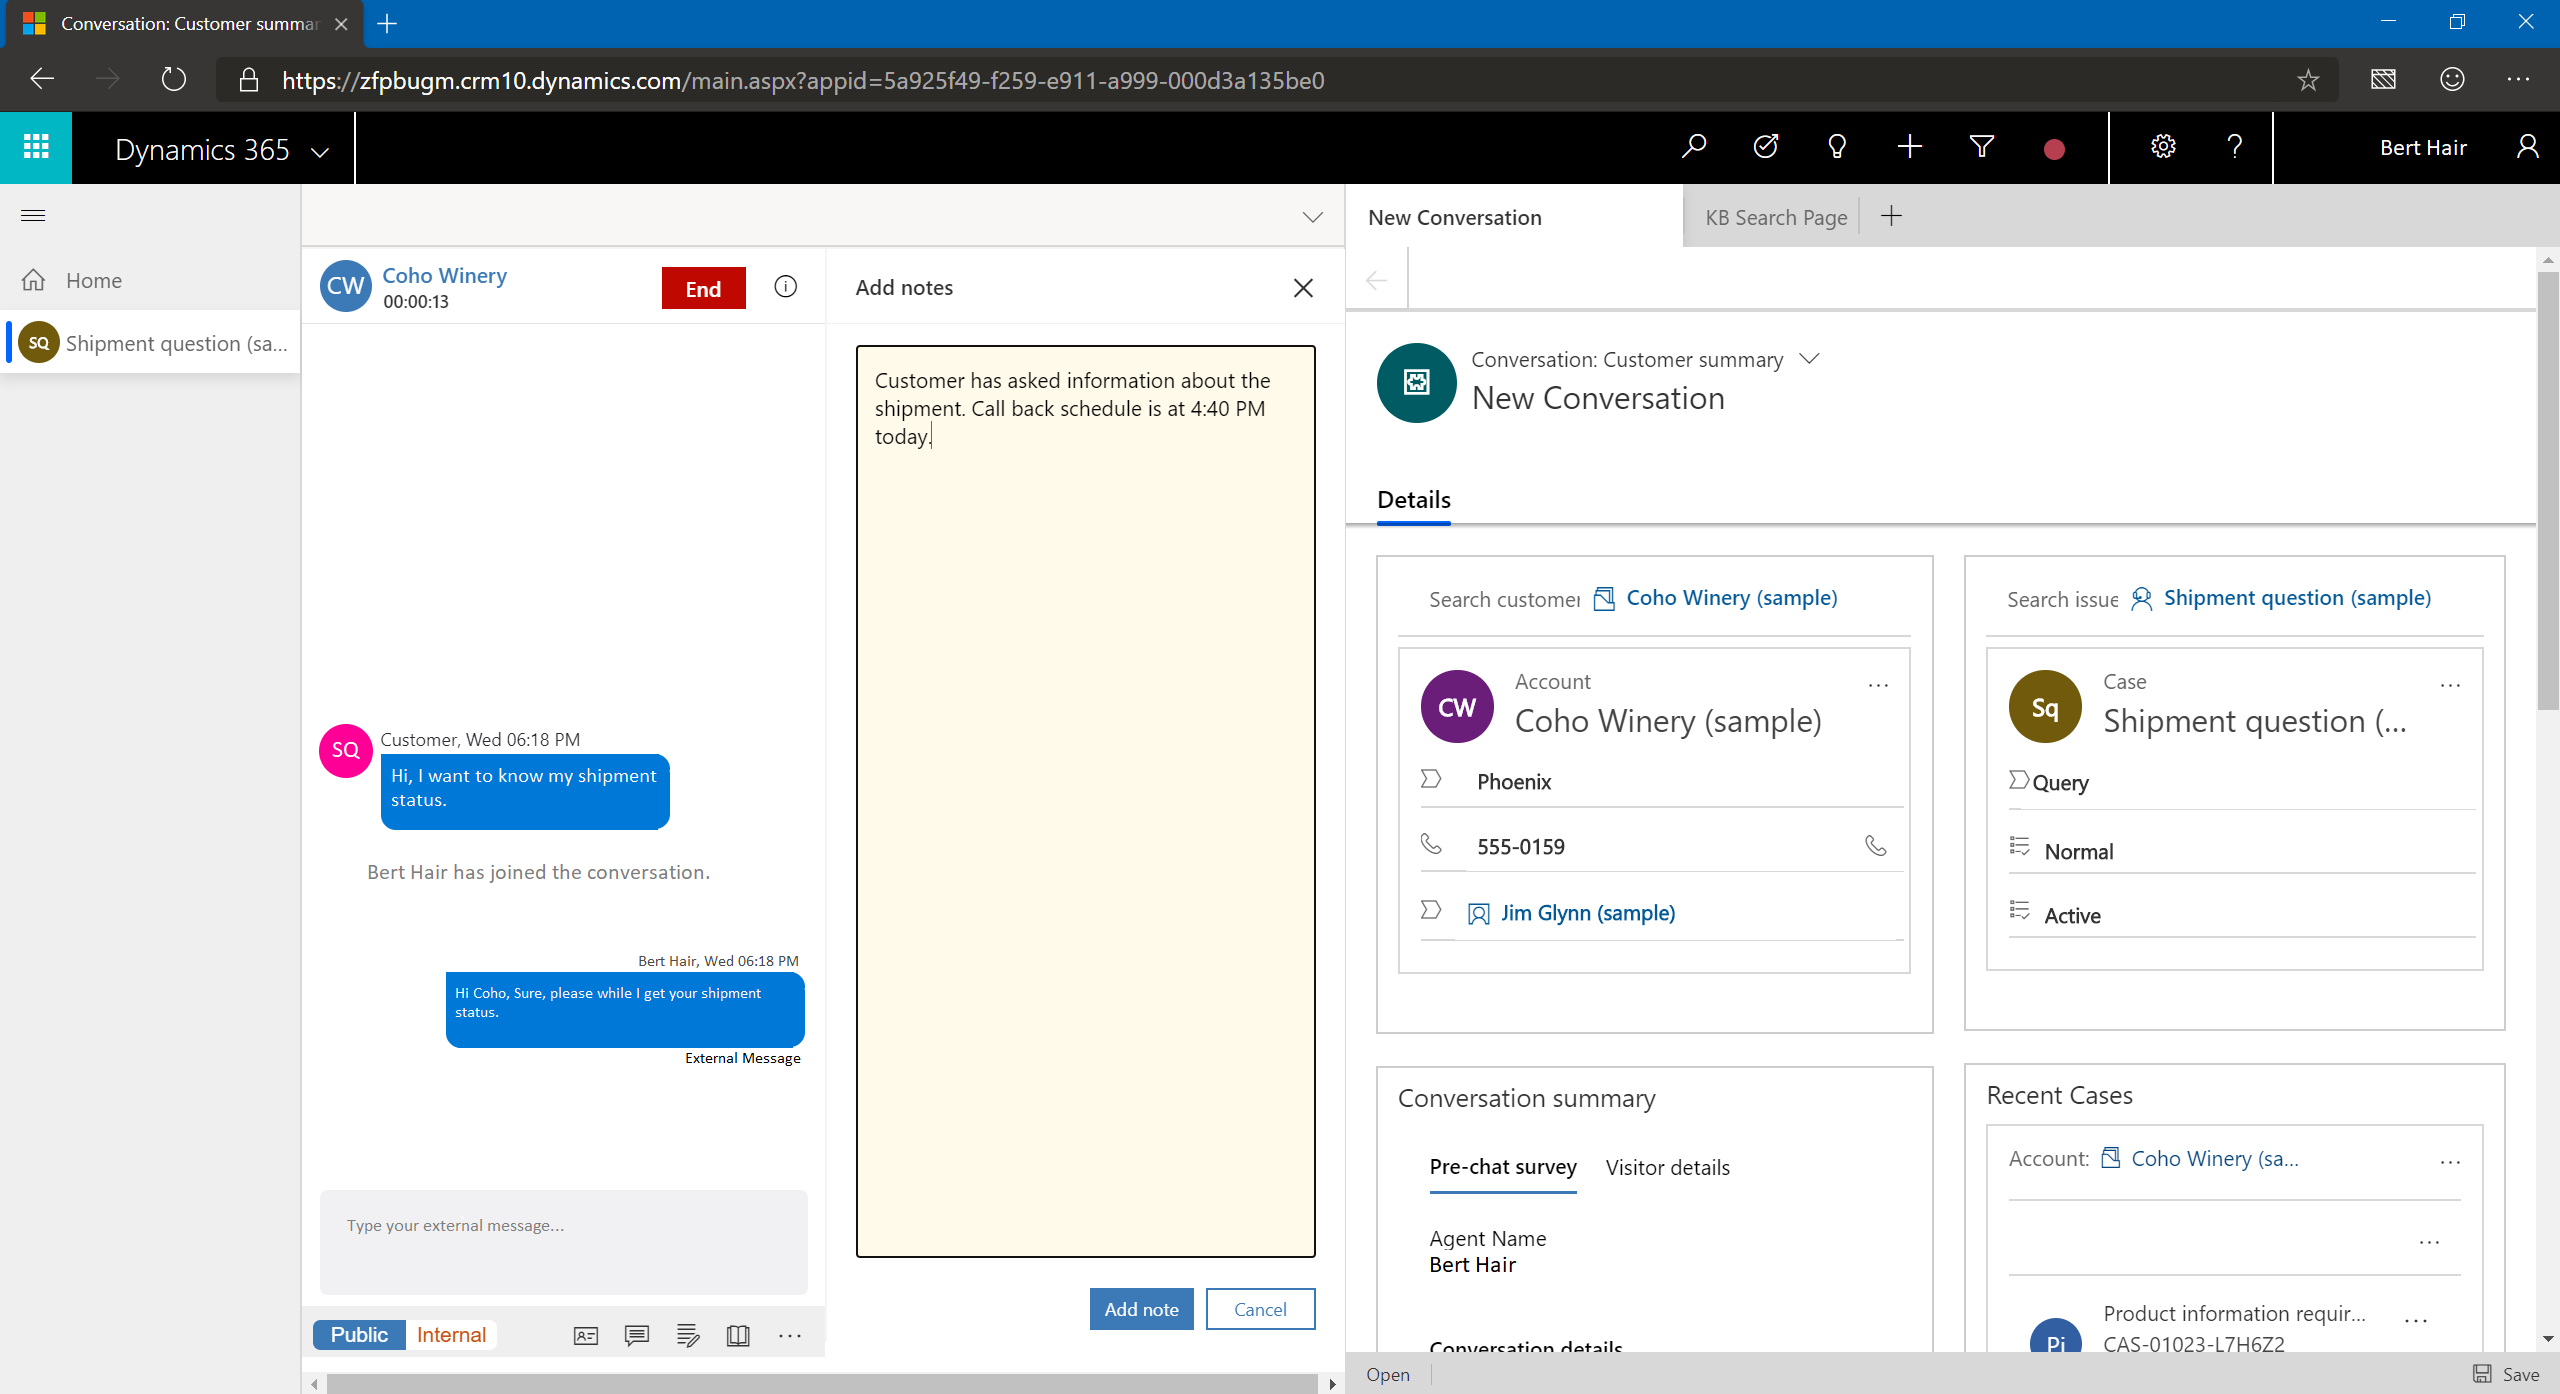 Conversation: Customer summar
https://zfpbugm.crm10.dynamics.com/main.aspx?appid=5a925f49-f259-e911-a999-000d3a135be0
Dynamics 365
Bert Hair
Home
SQ
Shipment question (sa...
CW
Coho Winery
00:00:13
End
SQ
Customer, Wed 06:18 PM
Hi, I want to know my shipment
status.
Bert Hair has joined the conversation.
Bert Hair, Wed 06:18 PM
Hi Coho, Sure, please while I get your shipment
status.
External Message
Type your external message...
Public
Internal
Add notes
Customer has asked information about the
shipment. Call back schedule is at 4:40 PM
today.
Add note
Cancel
New Conversation
KB Search Page
Conversation: Customer summary
New Conversation
Details
Search customer
Coho Winery (sample)
CW
Account
Coho Winery (sample)
Phoenix
555-0159
Jim Glynn (sample)
Search issue
Shipment question (sample)
Sq
Case
Shipment question (...
Query
Normal
Active
Conversation summary
Pre-chat survey
Visitor details
Agent Name
Bert Hair
Conversation details
Recent Cases
Account:
Coho Winery (sa...
Pi
Product information requir...
CAS-01023-L7H6Z2
Open
Save